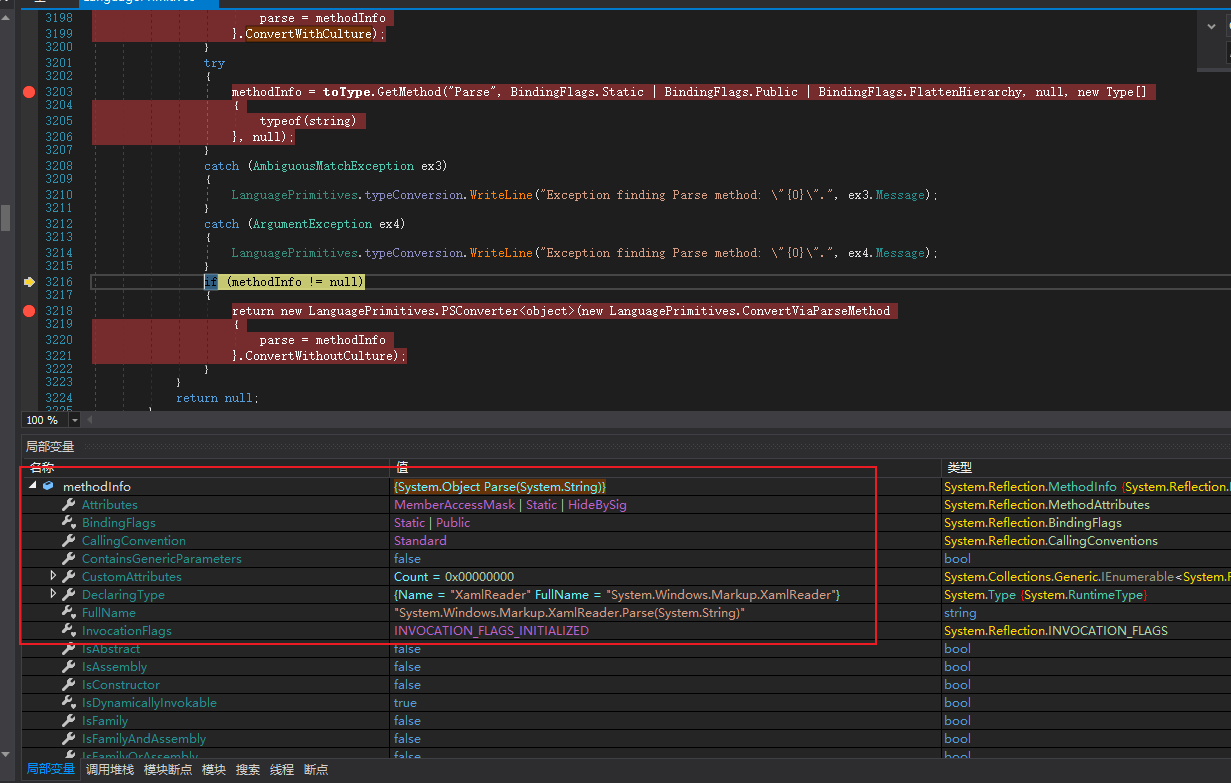 3198 parse = methodInfo
3199 }.ConvertWithCulture);
3200 }
3201 try
3202 {
3203 methodInfo = toType.GetMethod("Parse", BindingFlags.Static | BindingFlags.Public | BindingFlags.FlattenHierarchy, null, new Type[]
3204 {
3205 typeof(string)
3206 }, null);
3207 }
3208 catch (AmbiguousMatchException ex3)
3209 {
3210 LanguagePrimitives.typeConversion.WriteLine("Exception finding Parse method: \"{0}\".", ex3.Message);
3211 }
3212 catch (ArgumentException ex4)
3213 {
3214 LanguagePrimitives.typeConversion.WriteLine("Exception finding Parse method: \"{0}\".", ex4.Message);
3215 }
3216 if (methodInfo != null)
3217 {
3218 return new LanguagePrimitives.PSConverter<object>(new LanguagePrimitives.ConvertViaParseMethod
3219 {
3220 parse = methodInfo
3221 }.ConvertWithoutCulture);
3222 }
3223 }
3224 return null;
3225 }
100 %
局部变量
名称 值 类型
methodInfo {System.Object Parse(System.String)} System.Reflection.MethodInfo {System.Reflection.
Attributes MemberAccessMask | Static | HideBySig System.Reflection.MethodAttributes
BindingFlags Static | Public System.Reflection.BindingFlags
CallingConvention Standard System.Reflection.CallingConventions
ContainsGenericParameters false bool
CustomAttributes Count = 0x00000000 System.Collections.Generic.IEnumerable<System.
DeclaringType {Name = "XamlReader" FullName = "System.Windows.Markup.XamlReader"} System.Type {System.RuntimeType}
FullName "System.Windows.Markup.XamlReader.Parse(System.String)" string
InvocationFlags INVOCATION_FLAGS_INITIALIZED System.Reflection.INVOCATION_FLAGS
IsAbstract false bool
IsAssembly false bool
IsConstructor false bool
IsDynamicallyInvokable true bool
IsFamily false bool
IsFamilyAndAssembly false bool
IsFamilyOrAssembly false bool
局部变量 调用堆栈 模块断点 模块 搜索 线程 断点